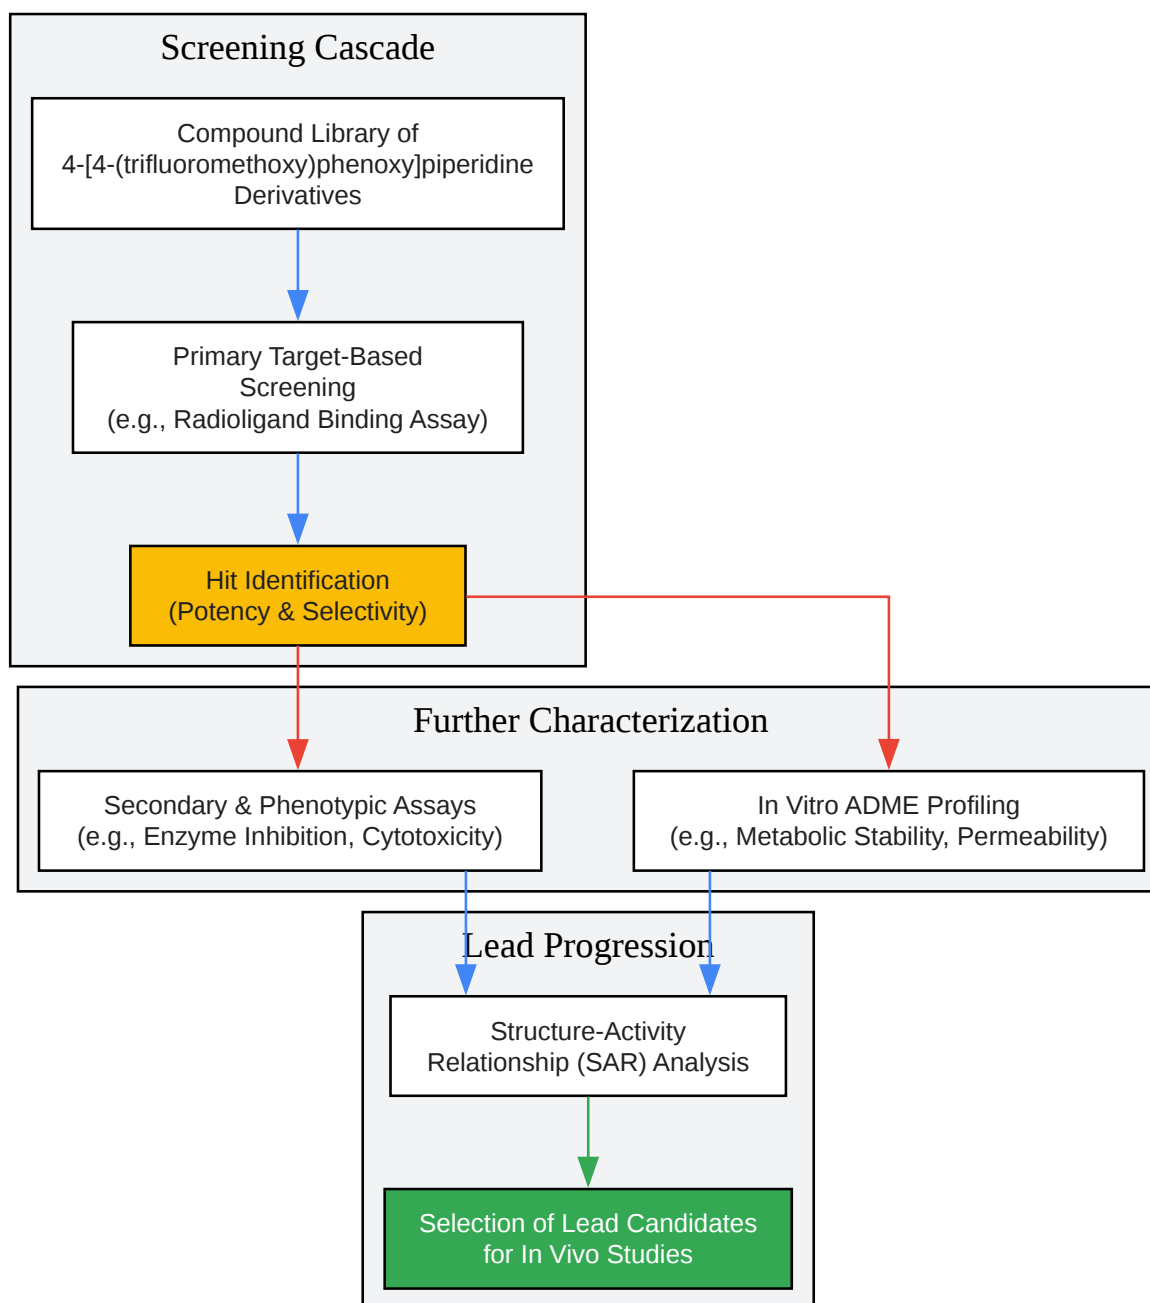 Screening Cascade
Compound Library of
4-[4-(trifluoromethoxy)phenoxy]piperidine
Derivatives
Primary Target-Based
Screening
(e.g., Radioligand Binding Assay)
Hit Identification
(Potency & Selectivity)
Further Characterization
Secondary & Phenotypic Assays
(e.g., Enzyme Inhibition, Cytotoxicity)
In Vitro ADME Profiling
(e.g., Metabolic Stability, Permeability)
Lead Progression
Structure-Activity
Relationship (SAR) Analysis
Selection of Lead Candidates
for In Vivo Studies